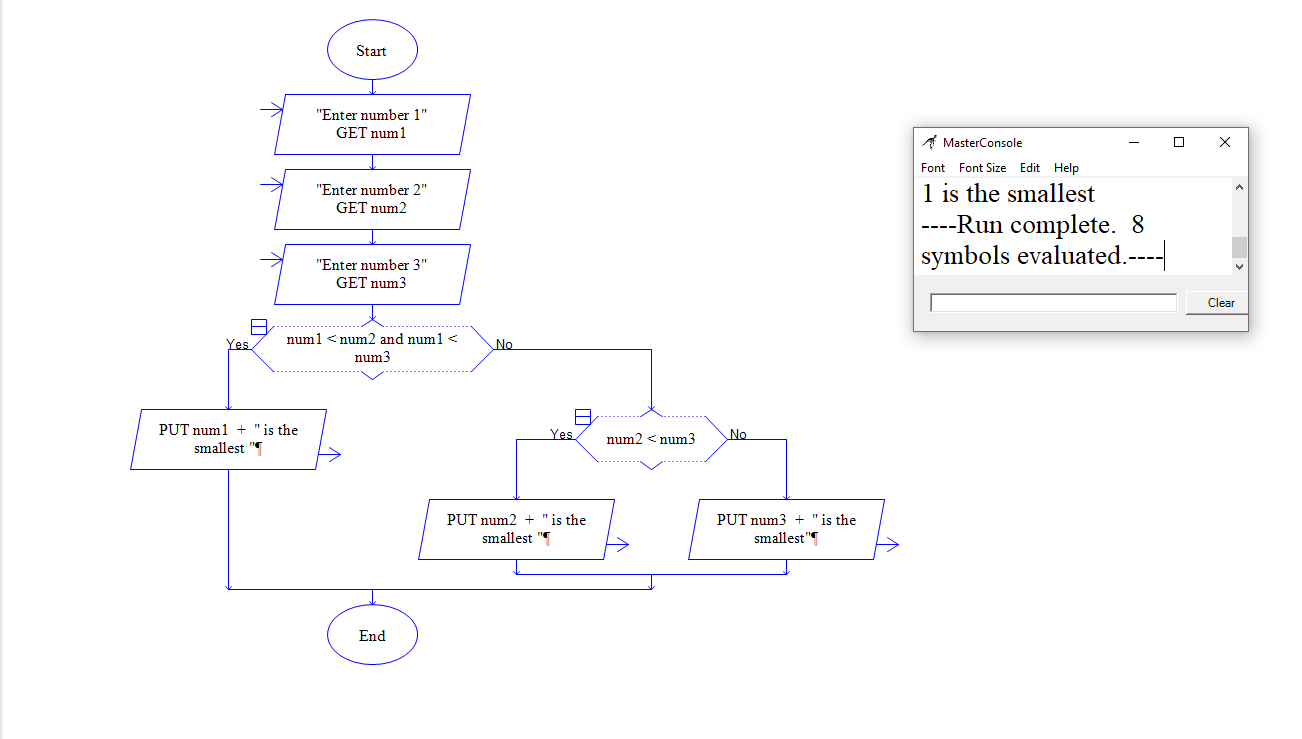 Start
"Enter number 1"
GET num1
"Enter number 2"
GET num2
"Enter number 3"
GET num3
Yes
num1 < num2 and num1 <
num3
No
PUT num1 + " is the
smallest "¶
Yes
num2 < num3
No
PUT num2 + " is the
smallest "¶
PUT num3 + " is the
smallest"¶
End
MasterConsole
Font Font Size Edit Help
1 is the smallest
----Run complete.  8
symbols evaluated.----
Clear